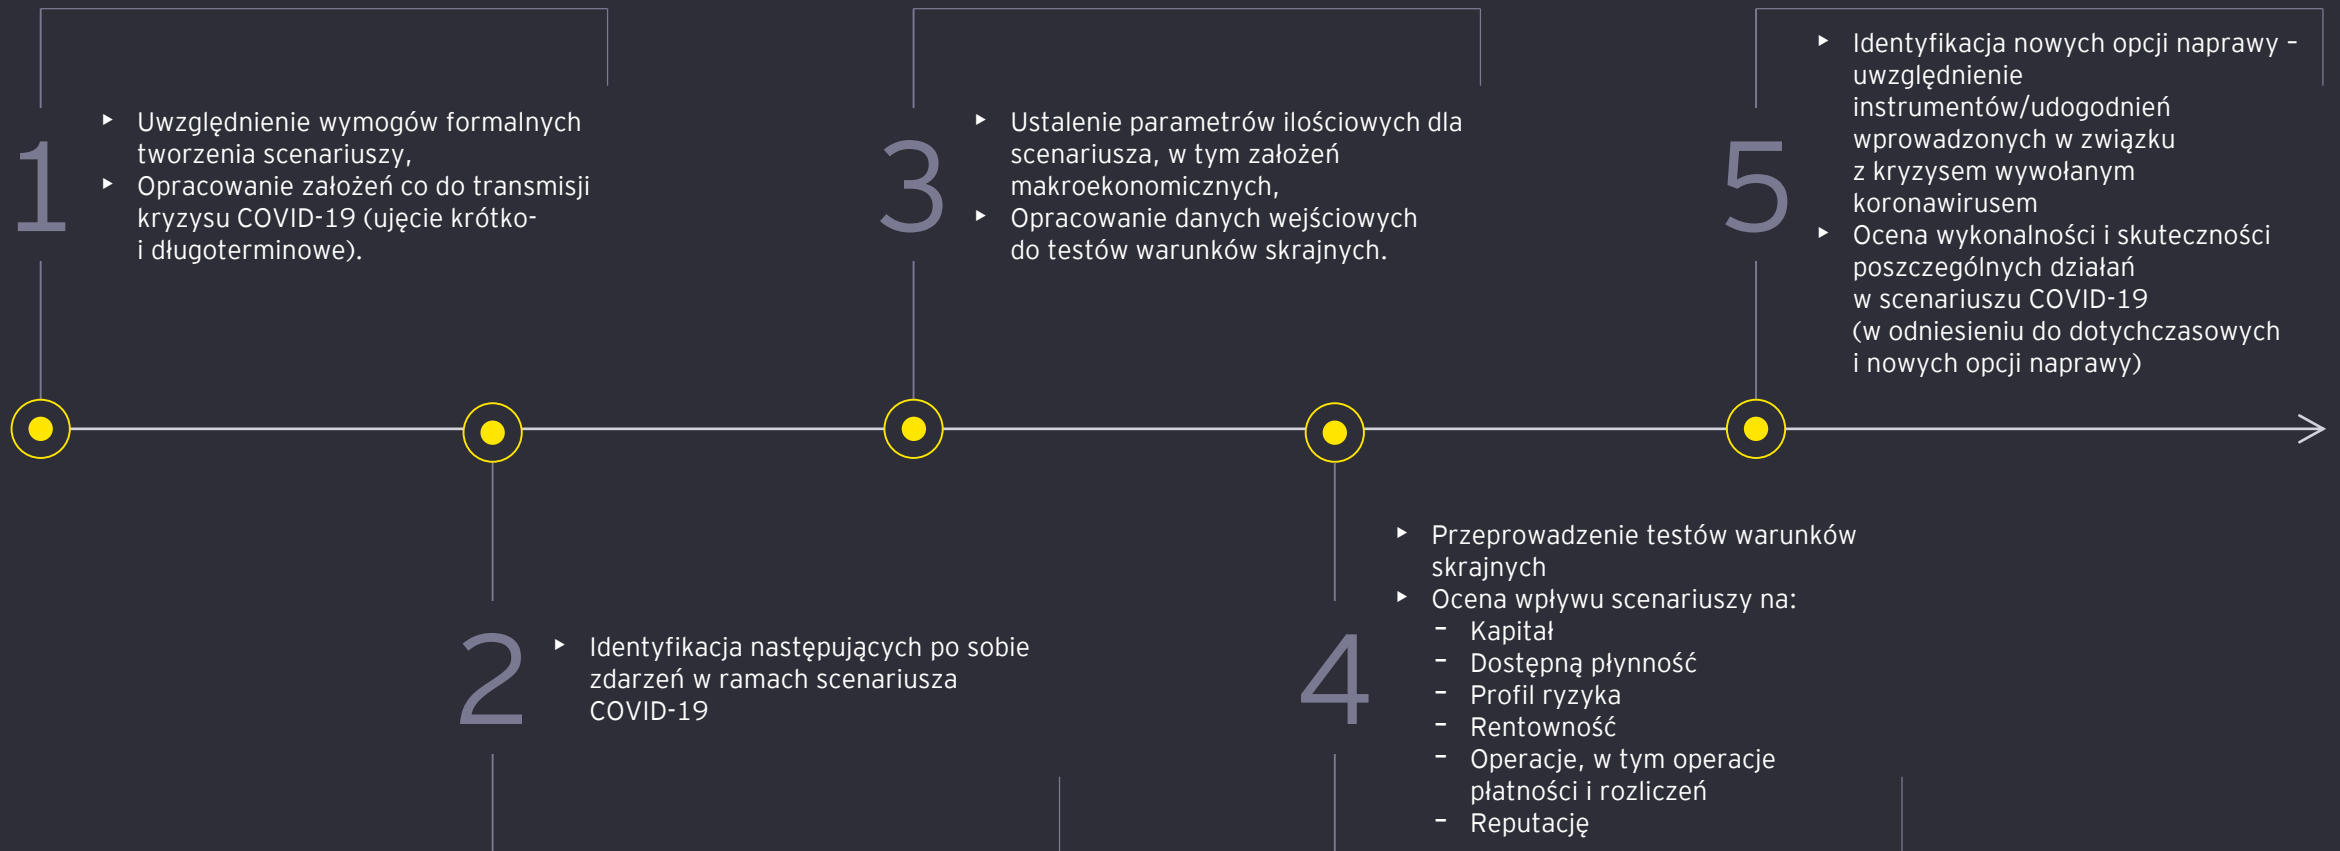 1
▸ Uwzględnienie wymogów formalnych
tworzenia scenariuszy,
▸ Opracowanie założeń co do transmisji
kryzysu COVID-19 (ujęcie krótko-
i długoterminowe).
2
▸ Identyfikacja następujących po sobie
zdarzeń w ramach scenariusza
COVID-19
3
▸ Ustalenie parametrów ilościowych dla
scenariusza, w tym założeń
makroekonomicznych,
▸ Opracowanie danych wejściowych
do testów warunków skrajnych.
4
▸ Przeprowadzenie testów warunków
skrajnych
▸ Ocena wpływu scenariuszy na:
– Kapitał
– Dostępną płynność
– Profil ryzyka
– Rentowność
– Operacje, w tym operacje
płatności i rozliczeń
– Reputację
5
▸ Identyfikacja nowych opcji naprawy –
uwzględnienie
instrumentów/udogodnień
wprowadzonych w związku
z kryzysem wywołanym
koronawirusem
▸ Ocena wykonalności i skuteczności
poszczególnych działań
w scenariuszu COVID-19
(w odniesieniu do dotychczasowych
i nowych opcji naprawy)